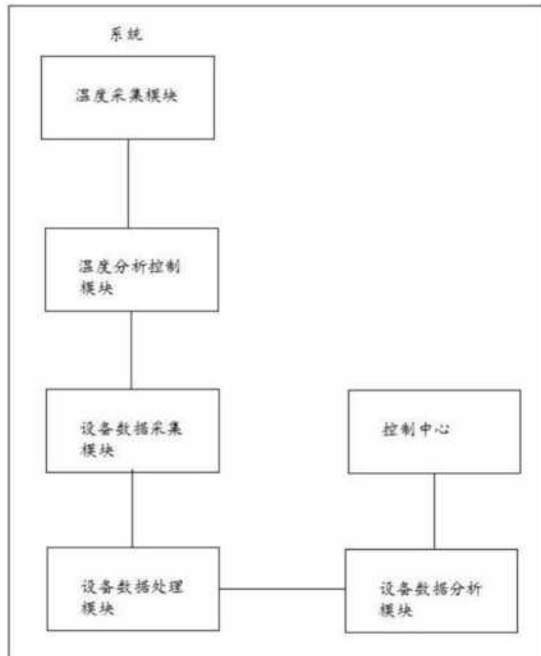 系统
温度采集模块
温度分析控制
模块
设备数据采集
模块
控制中心
设备数据处理
模块
设备数据分析
模块